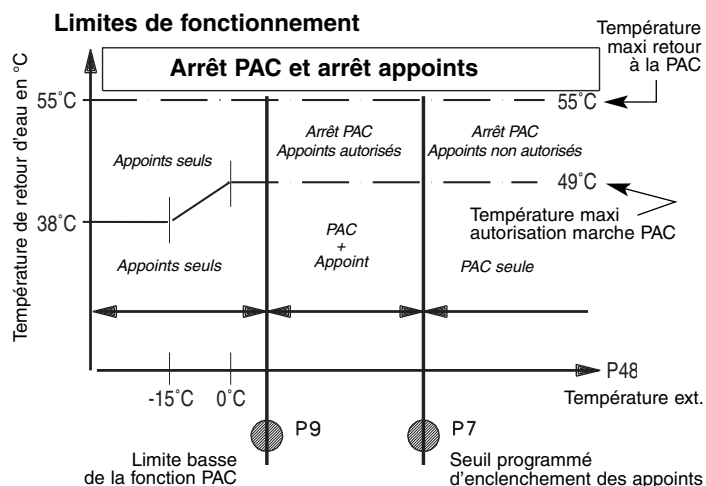 Limites de fonctionnement
Température
maxi retour
à la PAC
Température de retour d'eau en °C
Arrêt PAC et arrêt appoints
55°C
55°C
Appoints seuls
Arrêt PAC
Appoints autorisés
Arrêt PAC
Appoints non autorisés
49°C
38°C
Température maxi
autorisation marche PAC
Appoints seuls
PAC
+
Appoint
PAC seule
P48
-15°C
0°C
Température ext.
P9
P7
Limite basse
de la fonction PAC
Seuil programmé
d'enclenchement des appoints